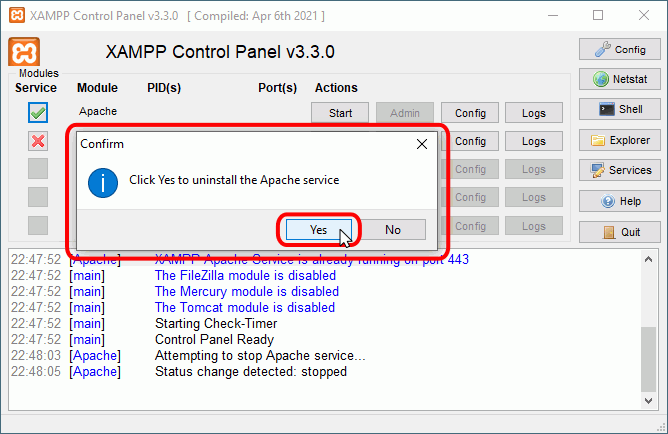 XAMPP Control Panel v3.3.0 [ Compiled: Apr 6th 2021 ]
XAMPP Control Panel v3.3.0
Config
Modules
Service Module PID(s) Port(s) Actions
Netstat
Apache Start Admin Config Logs
Shell
Confirm
Config Logs
Explorer
Click Yes to uninstall the Apache service
Config Logs
Services
Config Logs
Help
Yes No
Config Logs
Quit
22:47:52 [Apache] XAMPP Apache Service is already running on port 443
22:47:52 [main] The FileZilla module is disabled
22:47:52 [main] The Mercury module is disabled
22:47:52 [main] The Tomcat module is disabled
22:47:52 [main] Starting Check-Timer
22:47:52 [main] Control Panel Ready
22:48:03 [Apache] Attempting to stop Apache service...
22:48:05 [Apache] Status change detected: stopped